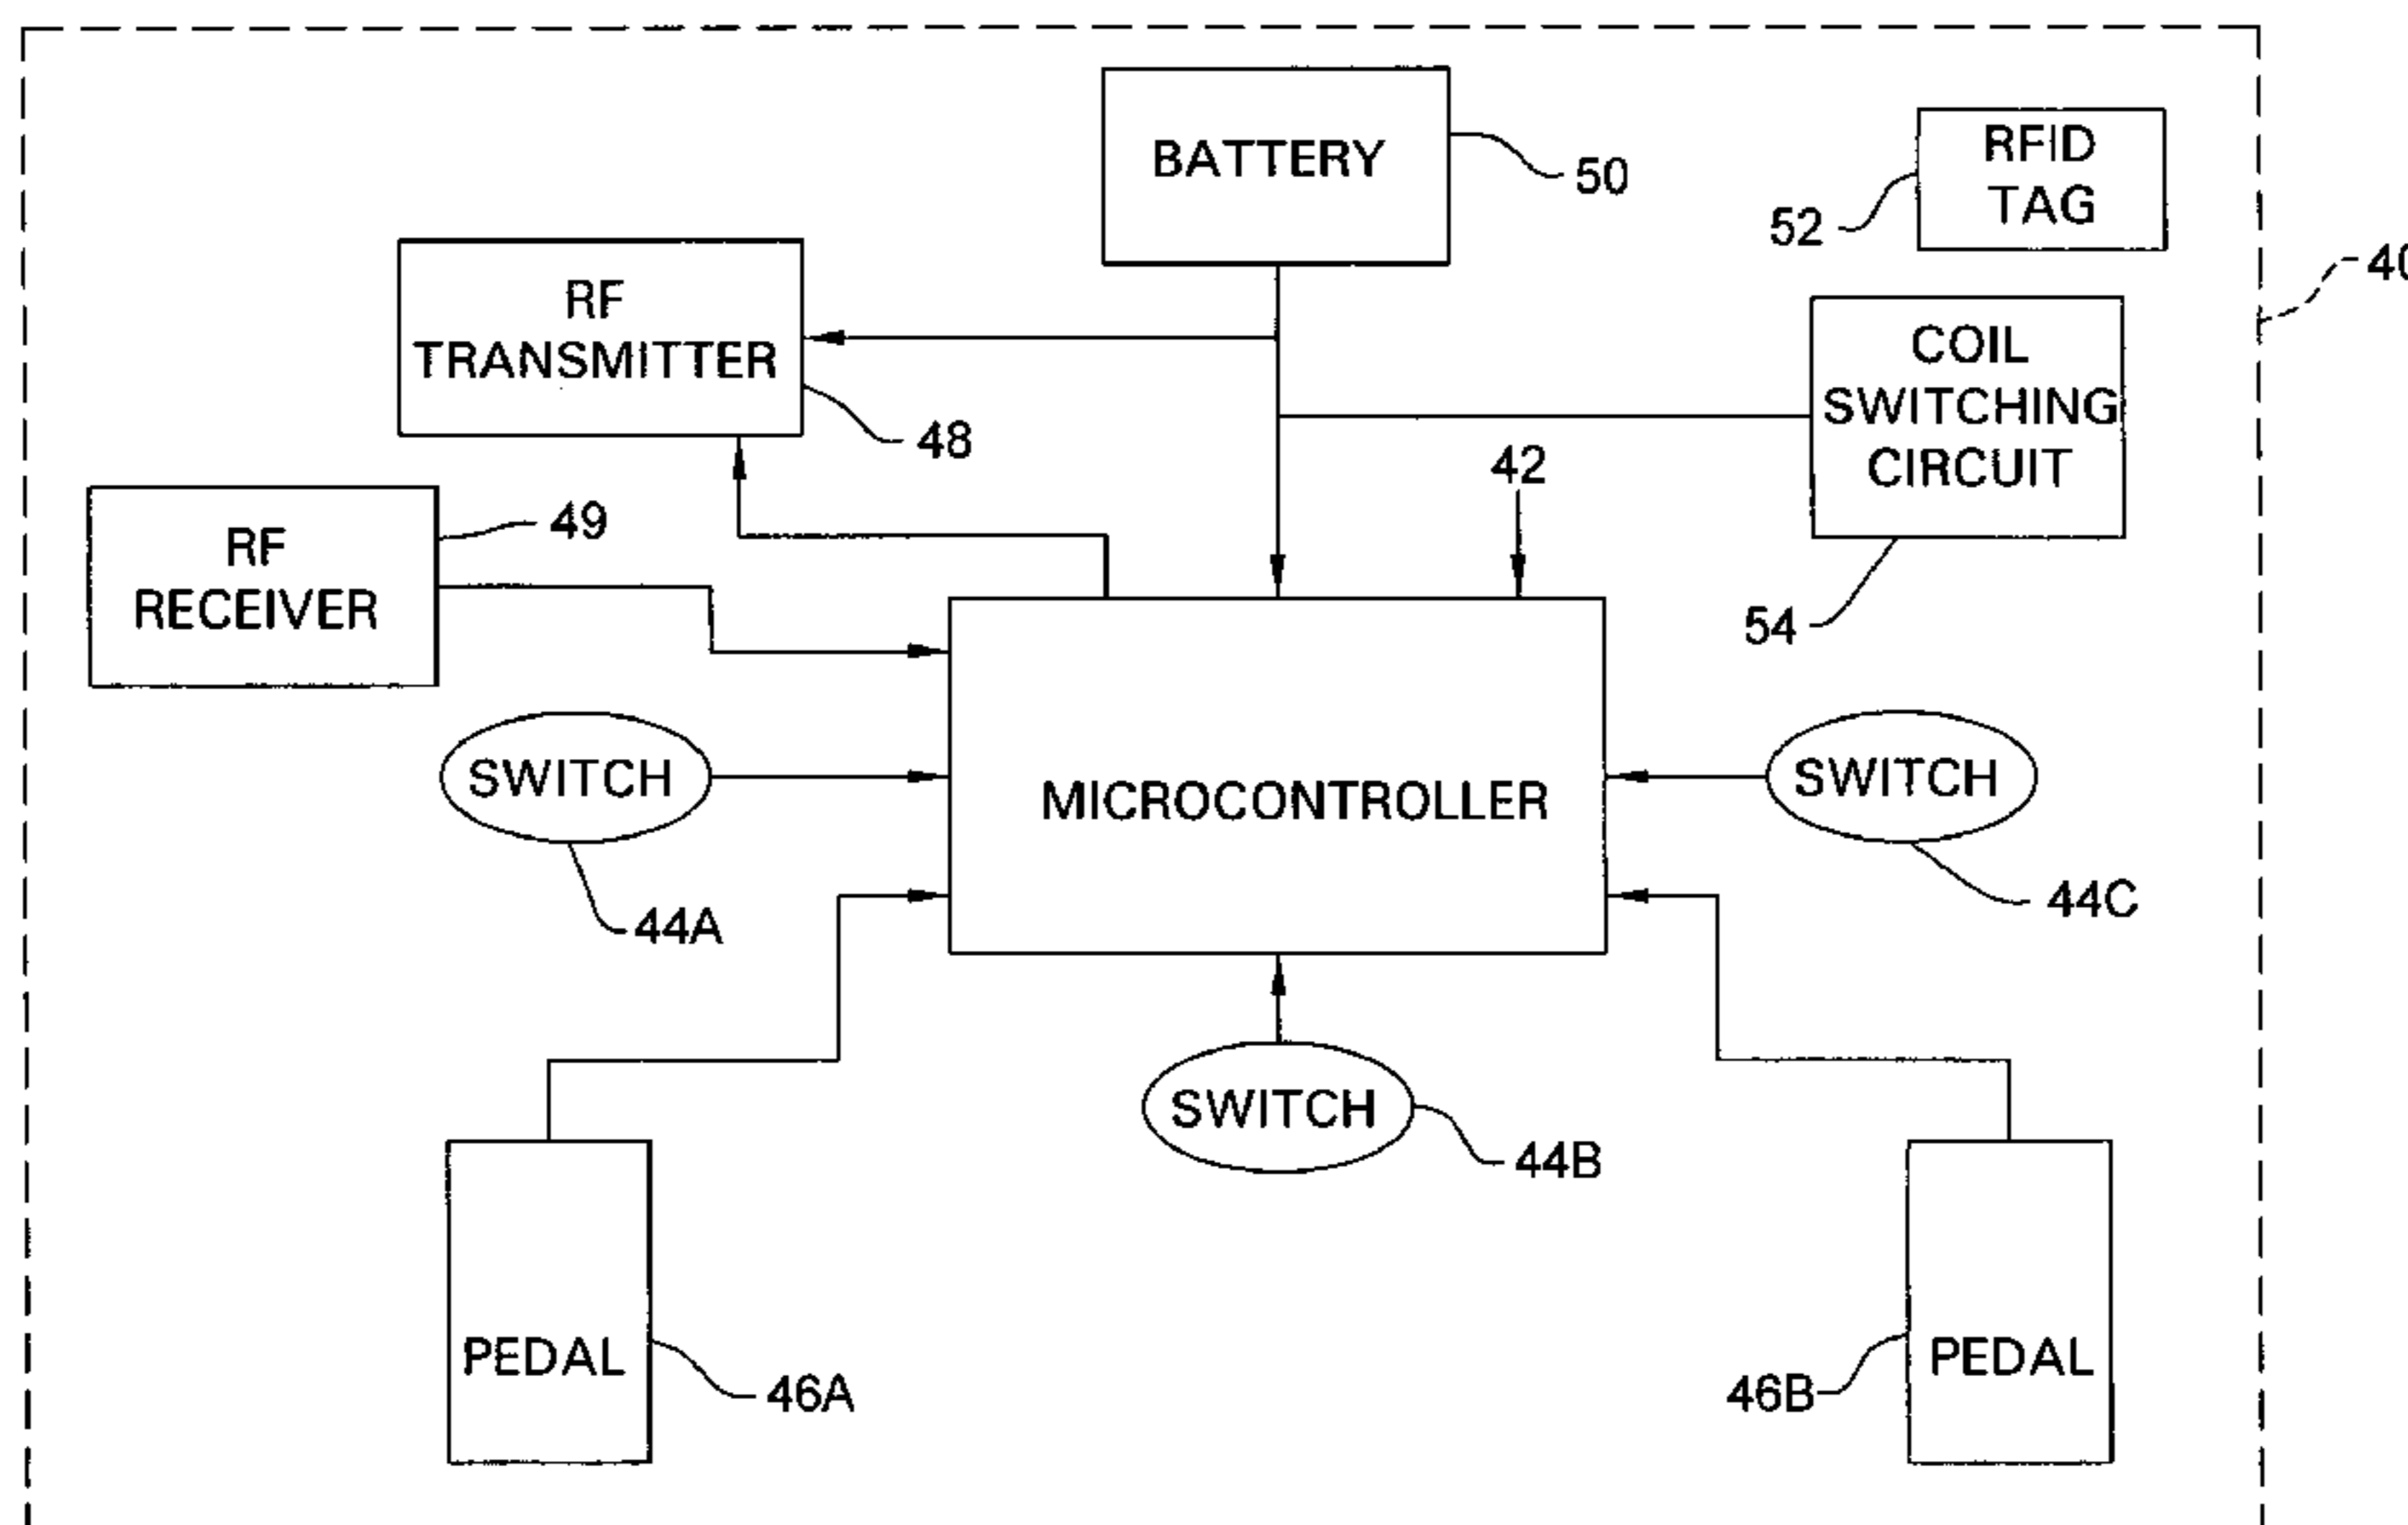 BATTERY
50
RFID
TAG
52
40
RF
TRANSMITTER
48
COIL
SWITCHING
CIRCUIT
54
42
RF
RECEIVER
49
SWITCH
44A
MICROCONTROLLER
SWITCH
44C
SWITCH
44B
PEDAL
46A
PEDAL
46B